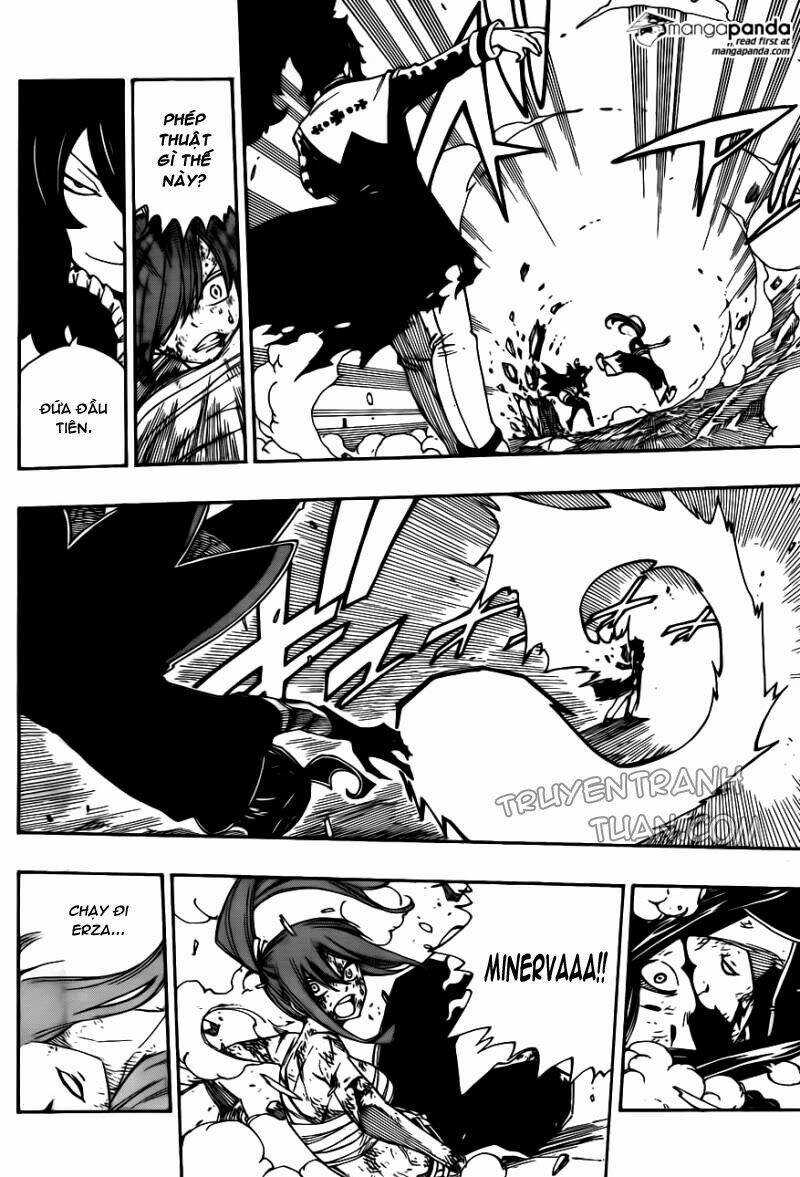 mangapanda
read first at
mangapanda.com
PHÉP
THUẬT
GÌ THẾ
NÀY?
ĐỨA ĐẦU
TIÊN.
TRUYENTRANH
TUAN.COM
CHẠY ĐI
ERZA...
MINERVAAA!!